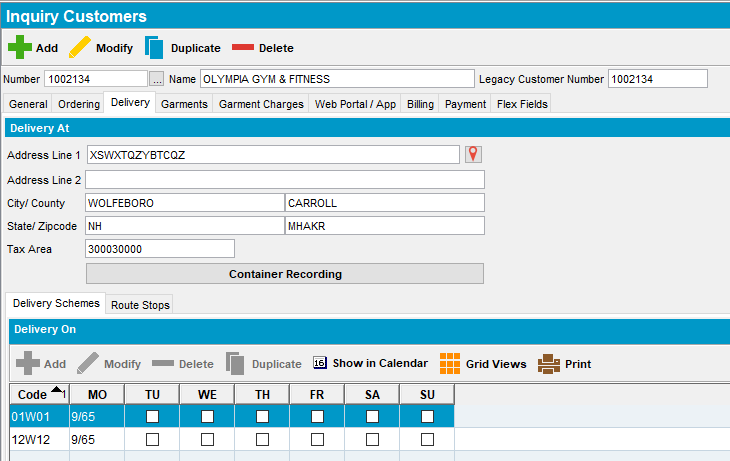 Inquiry Customers
Add Modify Duplicate Delete
Number 1002134 ... Name OLYMPIA GYM & FITNESS Legacy Customer Number 1002134
General Ordering Delivery Garments Garment Charges Web Portal / App Billing Payment Flex Fields
Delivery At
Address Line 1 XSWXTQZYBTCQZ
Address Line 2
City/ County WOLFEBORO CARROLL
State/ Zipcode NH MHAKR
Tax Area 300030000
Container Recording
Delivery Schemes Route Stops
Delivery On
Add Modify Delete Duplicate 16 Show in Calendar Grid Views Print
Code 1 MO TU WE TH FR SA SU
01W01 9/65
12W12 9/65